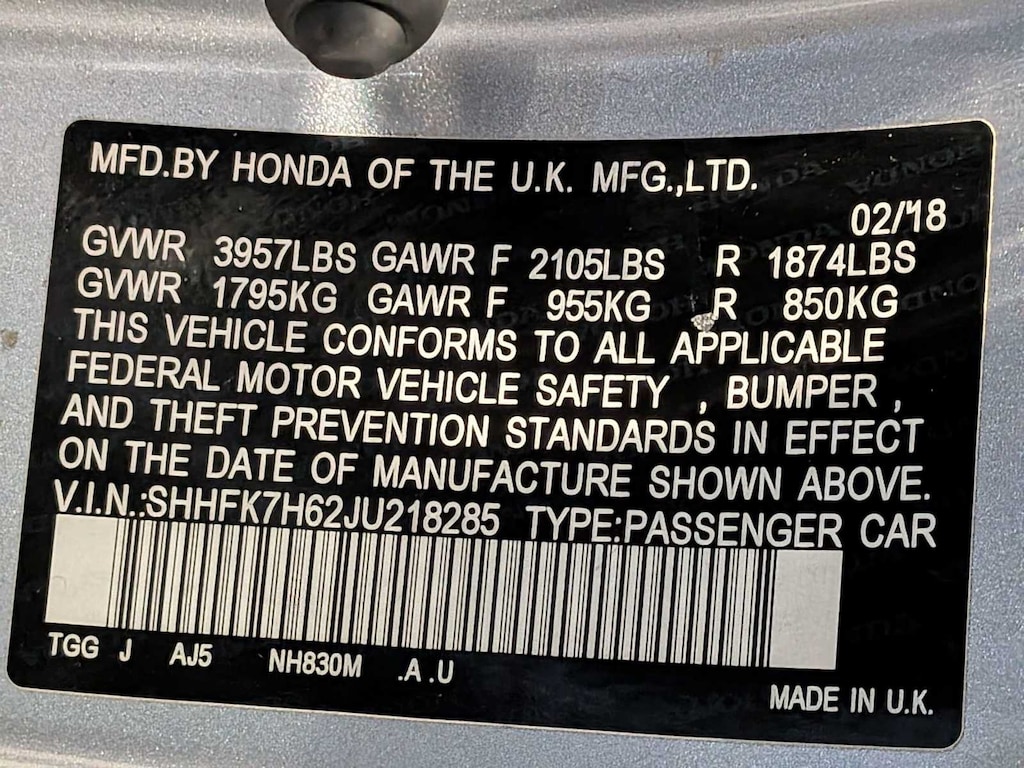 MFD.BY HONDA OF THE U.K. MFG.,LTD.
02/'18
GVWR 3957LBS GAWR F 2105LBS R 1874LBS
GVWR 1795KG GAWR F 955KG R 850KG
THIS VEHICLE CONFORMS TO ALL APPLICABLE
FEDERAL MOTOR VEHICLE SAFETY , BUMPER ,
AND THEFT PREVENTION STANDARDS IN EFFECT
ON THE DATE OF MANUFACTURE SHOWN ABOVE.
V.I.N.:SHHFK7H62JU218285 TYPE:PASSENGER CAR
TGG J AJ5 NH830M .A .U
MADE IN U.K.